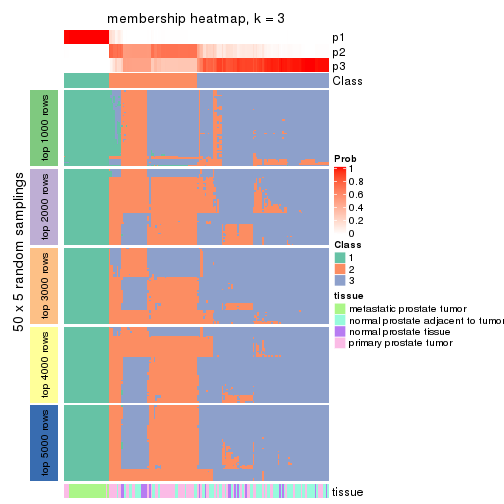 membership heatmap, k = 3
p1
p2
p3
Class
50 x 5 random samplings
top 1000 rows
top 2000 rows
top 3000 rows
top 4000 rows
top 5000 rows
Prob
1
0.8
0.6
0.4
0.2
0
Class
1
2
3
tissue
metastatic prostate tumor
normal prostate adjacent to tumor
normal prostate tissue
primary prostate tumor
tissue